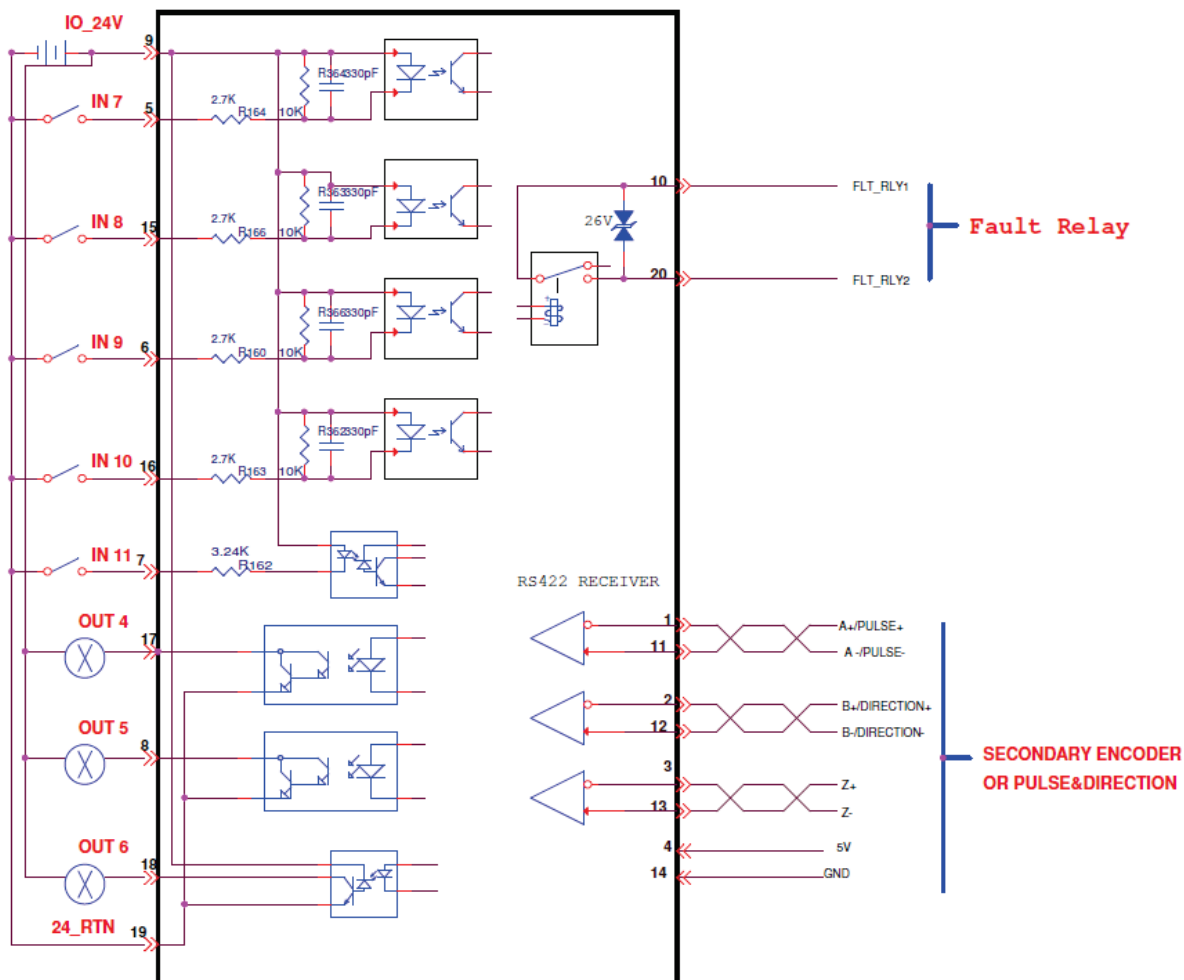 IO_24V
9
R364 330pF
IN 7
5
2.7K
R164
10K
R363 330pF
IN 8
15
2.7K
R166
10K
10
FLT_RLY1
26V
Fault Relay
20
FLT_RLY2
R366 330pF
IN 9
6
2.7K
R160
10K
R362 330pF
IN 10
16
2.7K
R163
10K
IN 11
7
3.24K
R162
RS422 RECEIVER
OUT 4
17
1
A+/PULSE+
11
A-/PULSE-
2
B+/DIRECTION+
12
B-/DIRECTION-
OUT 5
8
3
Z+
13
Z-
SECONDARY ENCODER
OR PULSE&DIRECTION
4
5V
14
GND
OUT 6
18
24_RTN
19